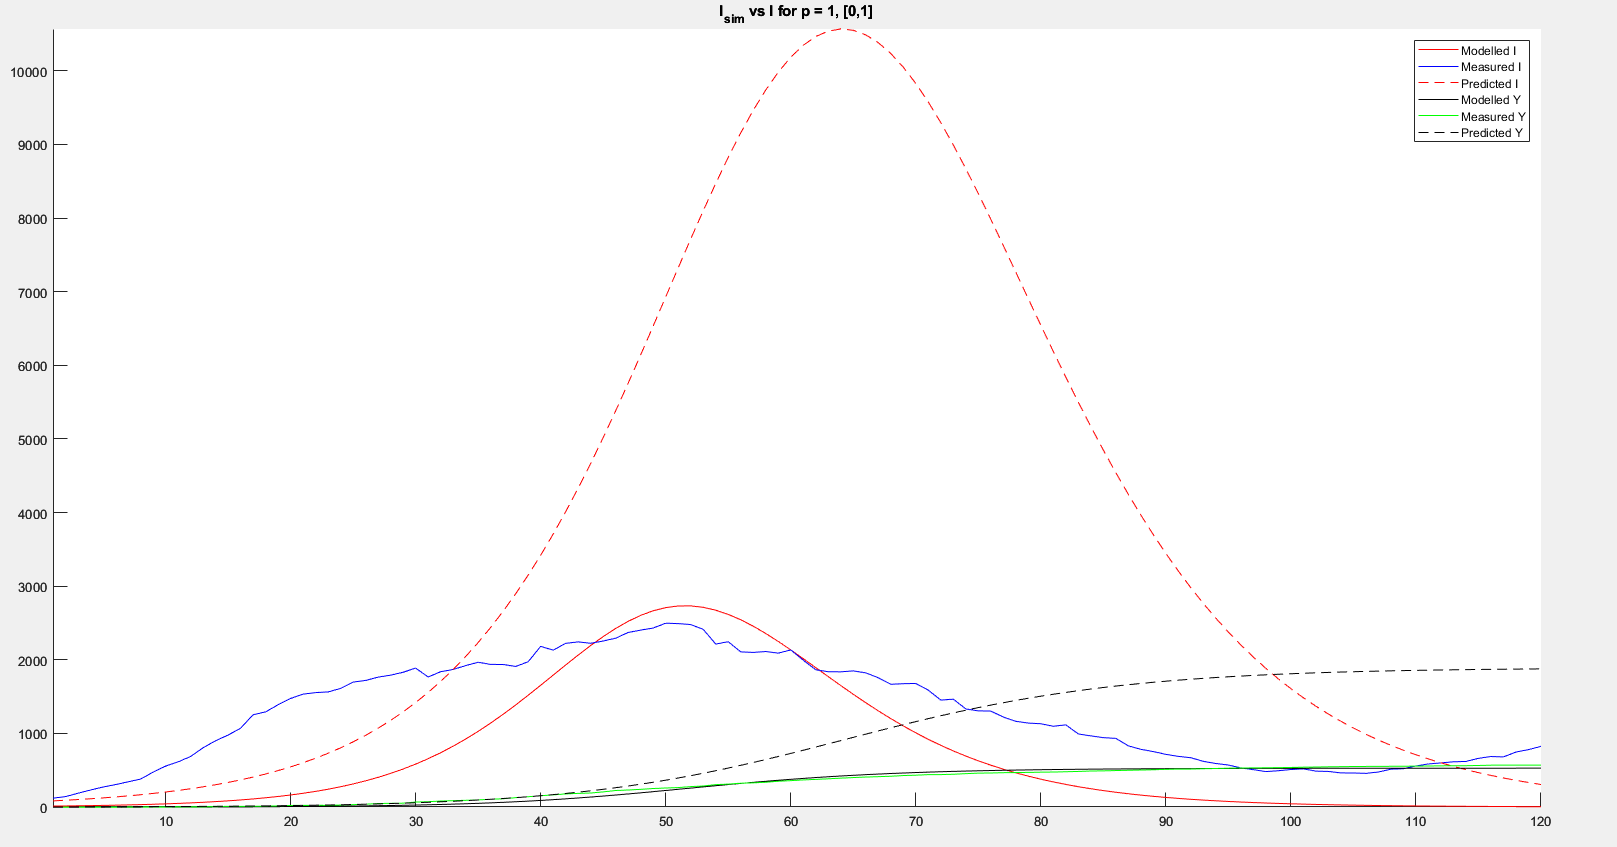 I_sim vs I for p = 1, [0,1]
Modelled I
Measured I
Predicted I
Modelled Y
Measured Y
Predicted Y
10000
9000
8000
7000
6000
5000
4000
3000
2000
1000
0
10 20 30 40 50 60 70 80 90 100 110 120